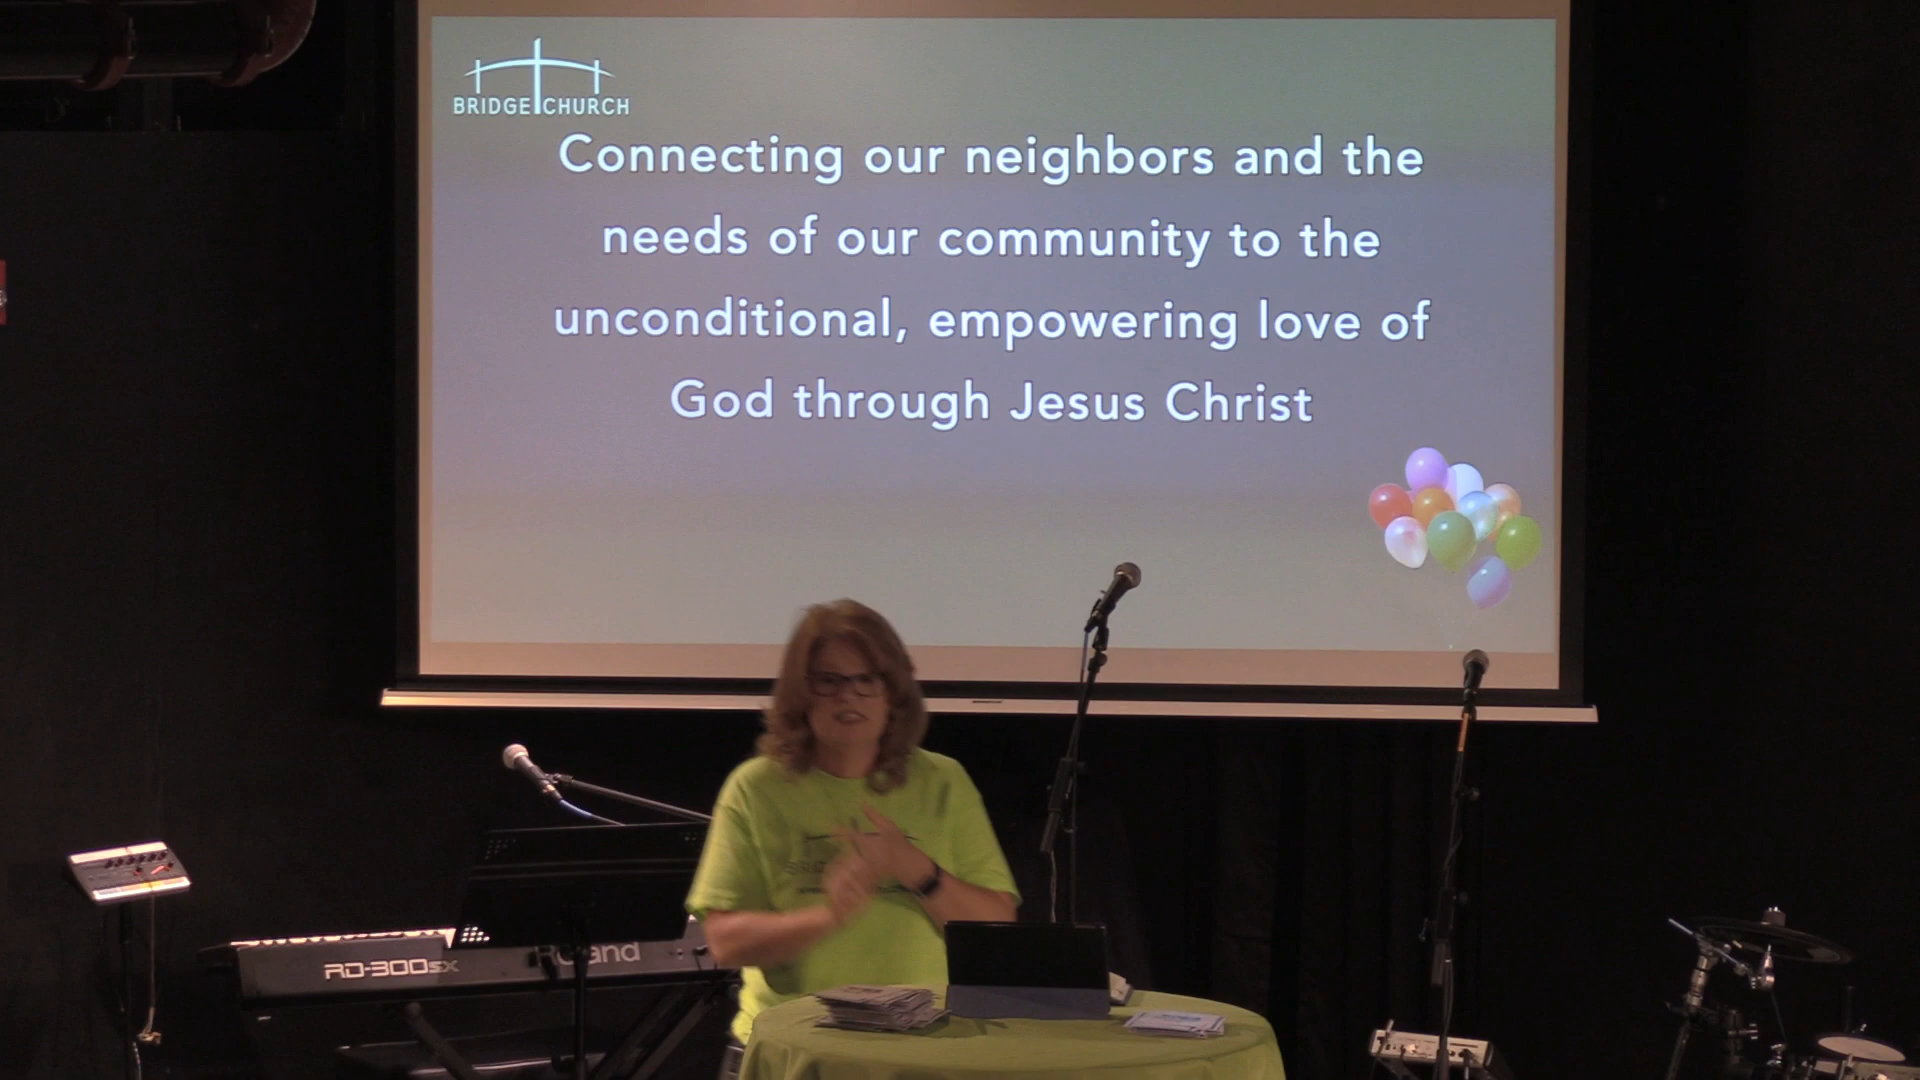 BRIDGE CHURCH
Connecting our neighbors and the
needs of our community to the
unconditional, empowering love of
God through Jesus Christ
RD-300SX
Roland